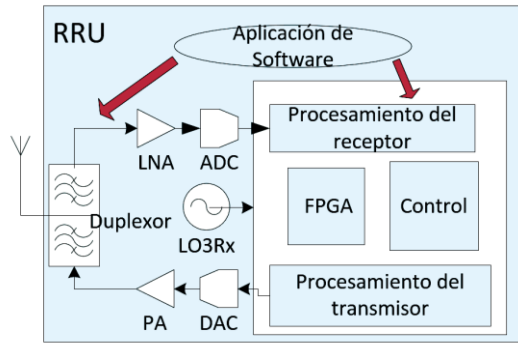 RRU
Aplicación de
Software
Procesamiento del
receptor
LNA
ADC
Duplexor
LO3Rx
FPGA
Control
Procesamiento del
transmisor
PA
DAC